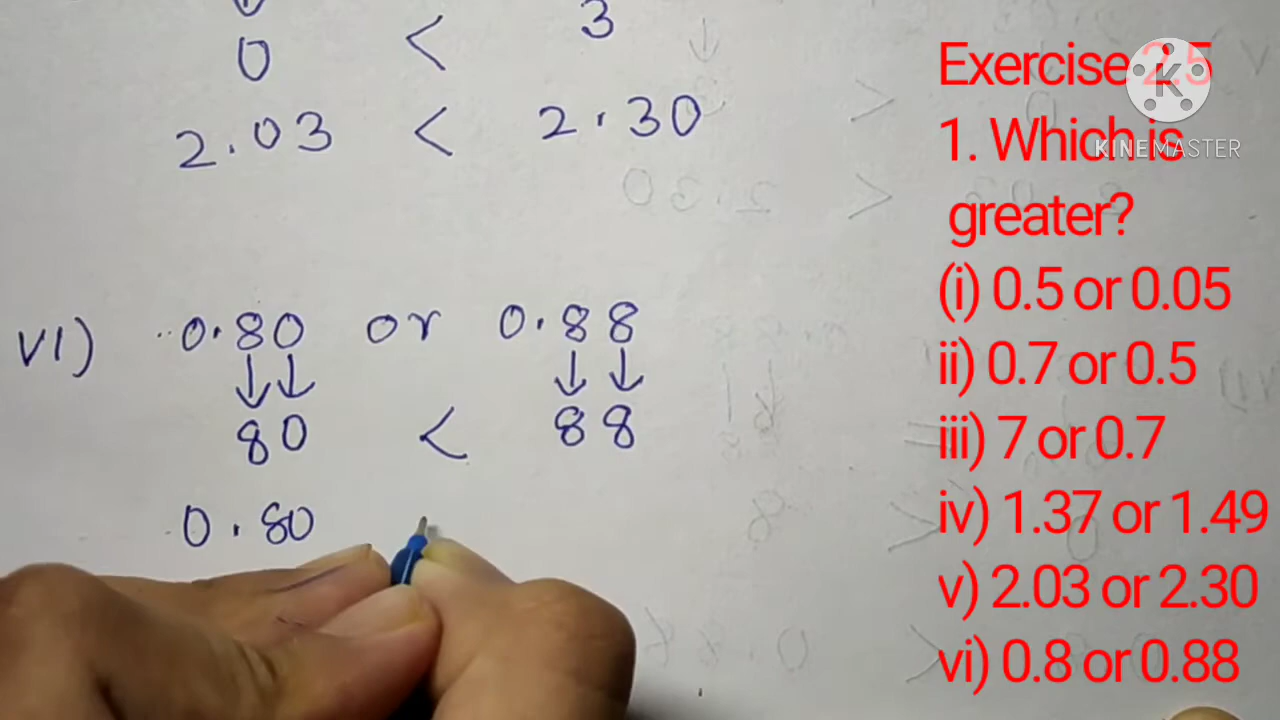 0 < 3
2.03 < 2.30
vi) 0.80 or 0.88
↓↓ ↓ ↓
80 < 88
0.80
Exercise 2.5
1. Which is
greater?
(i) 0.5 or 0.05
ii) 0.7 or 0.5
iii) 7 or 0.7
iv) 1.37 or 1.49
v) 2.03 or 2.30
vi) 0.8 or 0.88
K
KINEMASTER